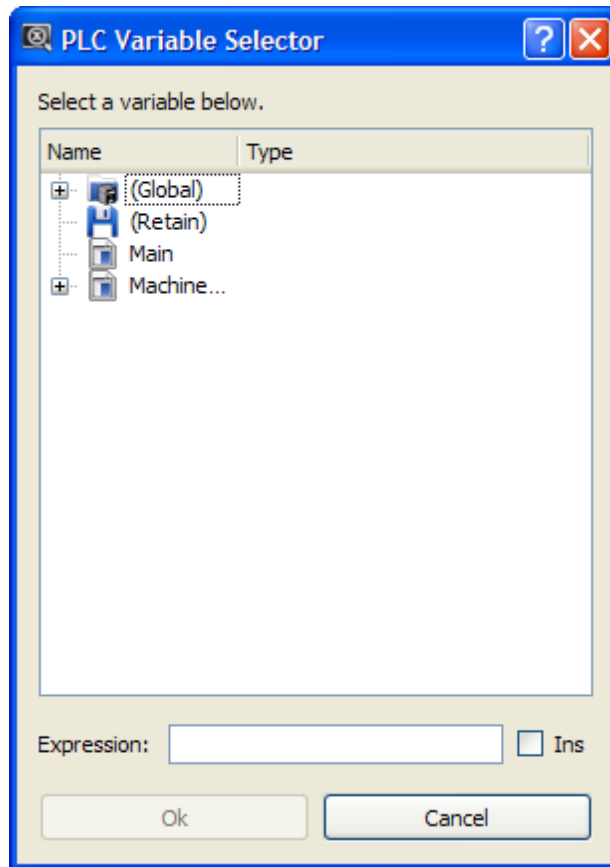 PLC Variable Selector
Select a variable below.
Name Type
(Global)
(Retain)
Main
Machine...
Expression: Ins
Ok Cancel